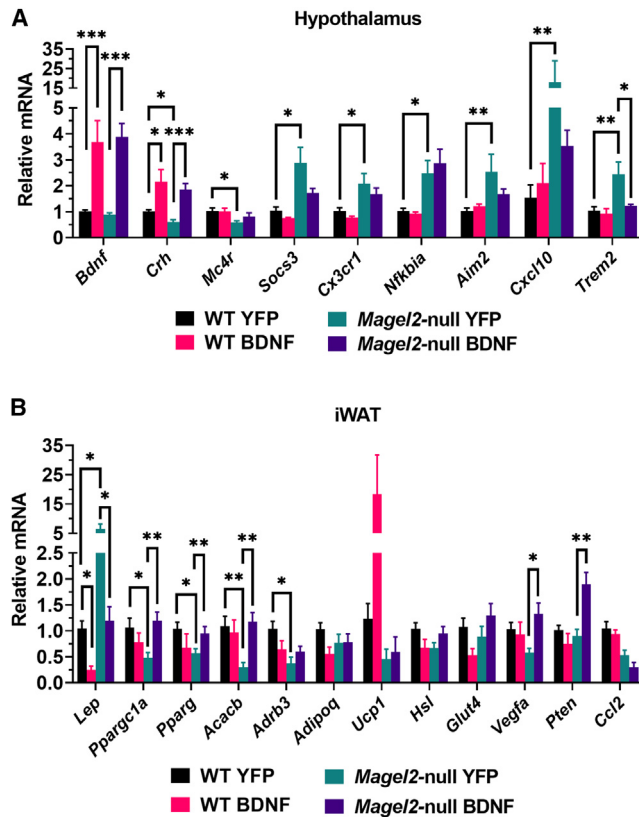 A
Hypothalamus
*** *** * * *** * * * * ** ** ** *
Relative mRNA
35
25
15
5
4
3
2
1
0
Bdnf Crh Mc4r Socs3 Cx3cr1 Nfkbia Aim2 Cxcl10 Trem2
WT YFP Magel2-null YFP
WT BDNF Magel2-null BDNF
B
iWAT
* * * * ** * ** ** ** * * **
Relative mRNA
35
25
15
5
2.5
2.0
1.5
1.0
0.5
0.0
Lep Ppargc1a Pparg Acacb Adrb3 Adipoq Ucp1 Hsl Glut4 Vegfa Pten Ccl2
WT YFP Magel2-null YFP
WT BDNF Magel2-null BDNF